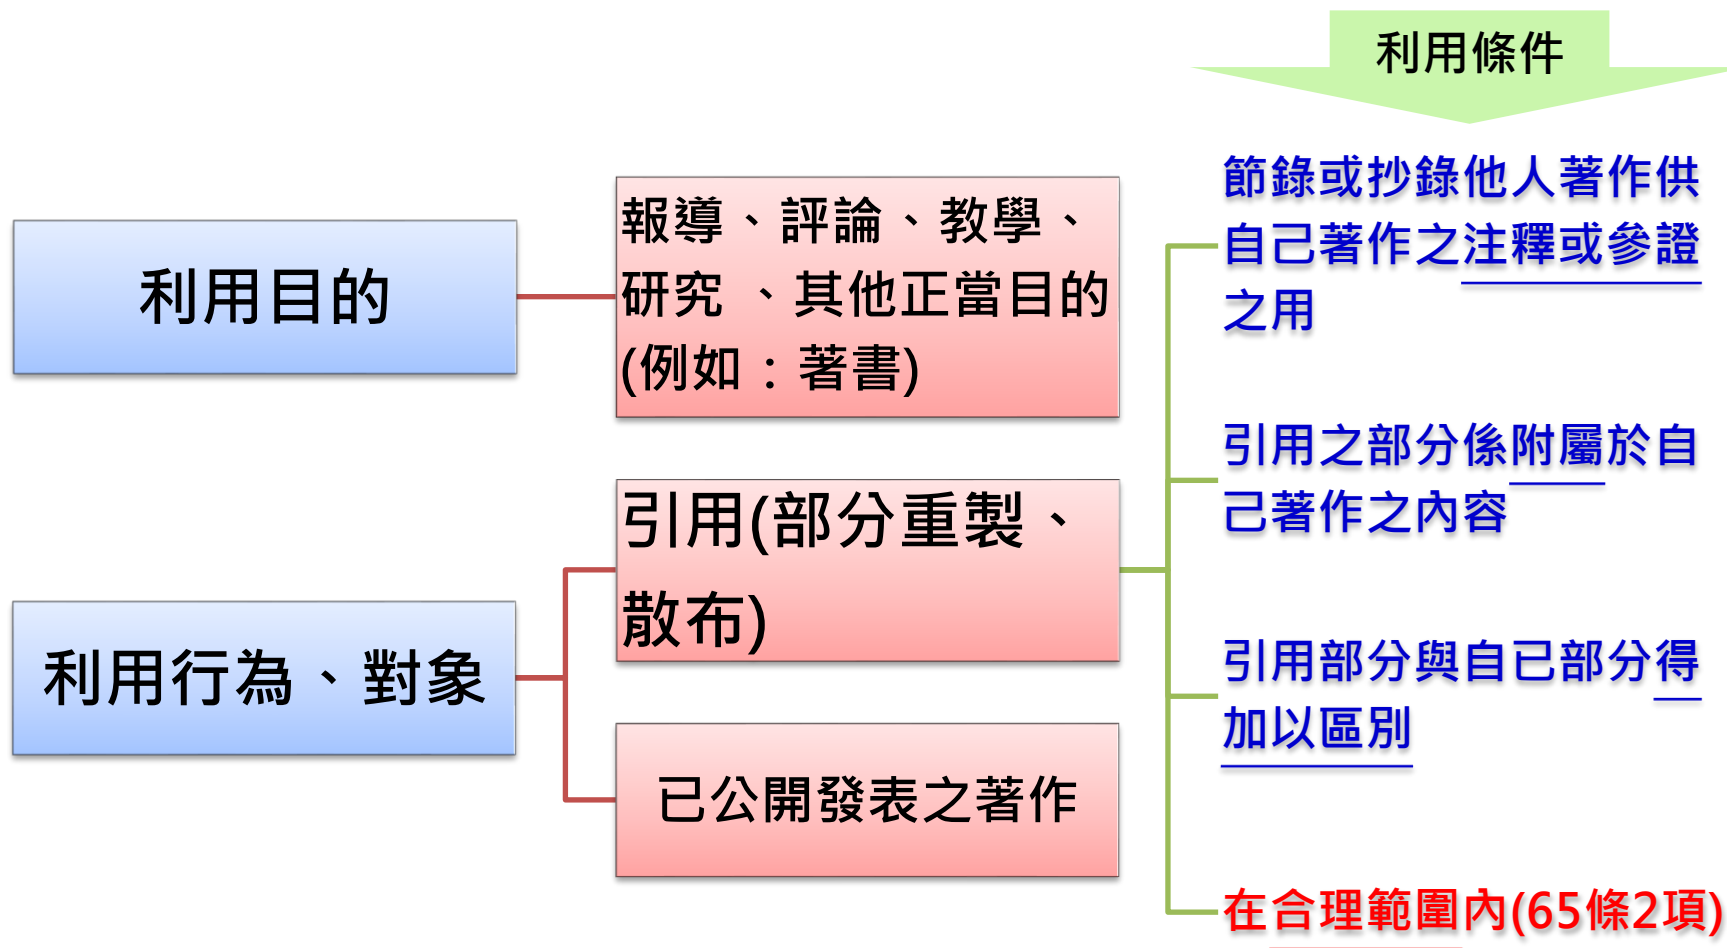 利用條件
利用目的
報導、評論、教學、
研究 、其他正當目的
(例如：著書)
利用行為、對象
引用(部分重製、
散布)
已公開發表之著作
節錄或抄錄他人著作供
自己著作之注釋或參證
之用
引用之部分係附屬於自
己著作之內容
引用部分與自已部分得
加以區別
在合理範圍內(65條2項)